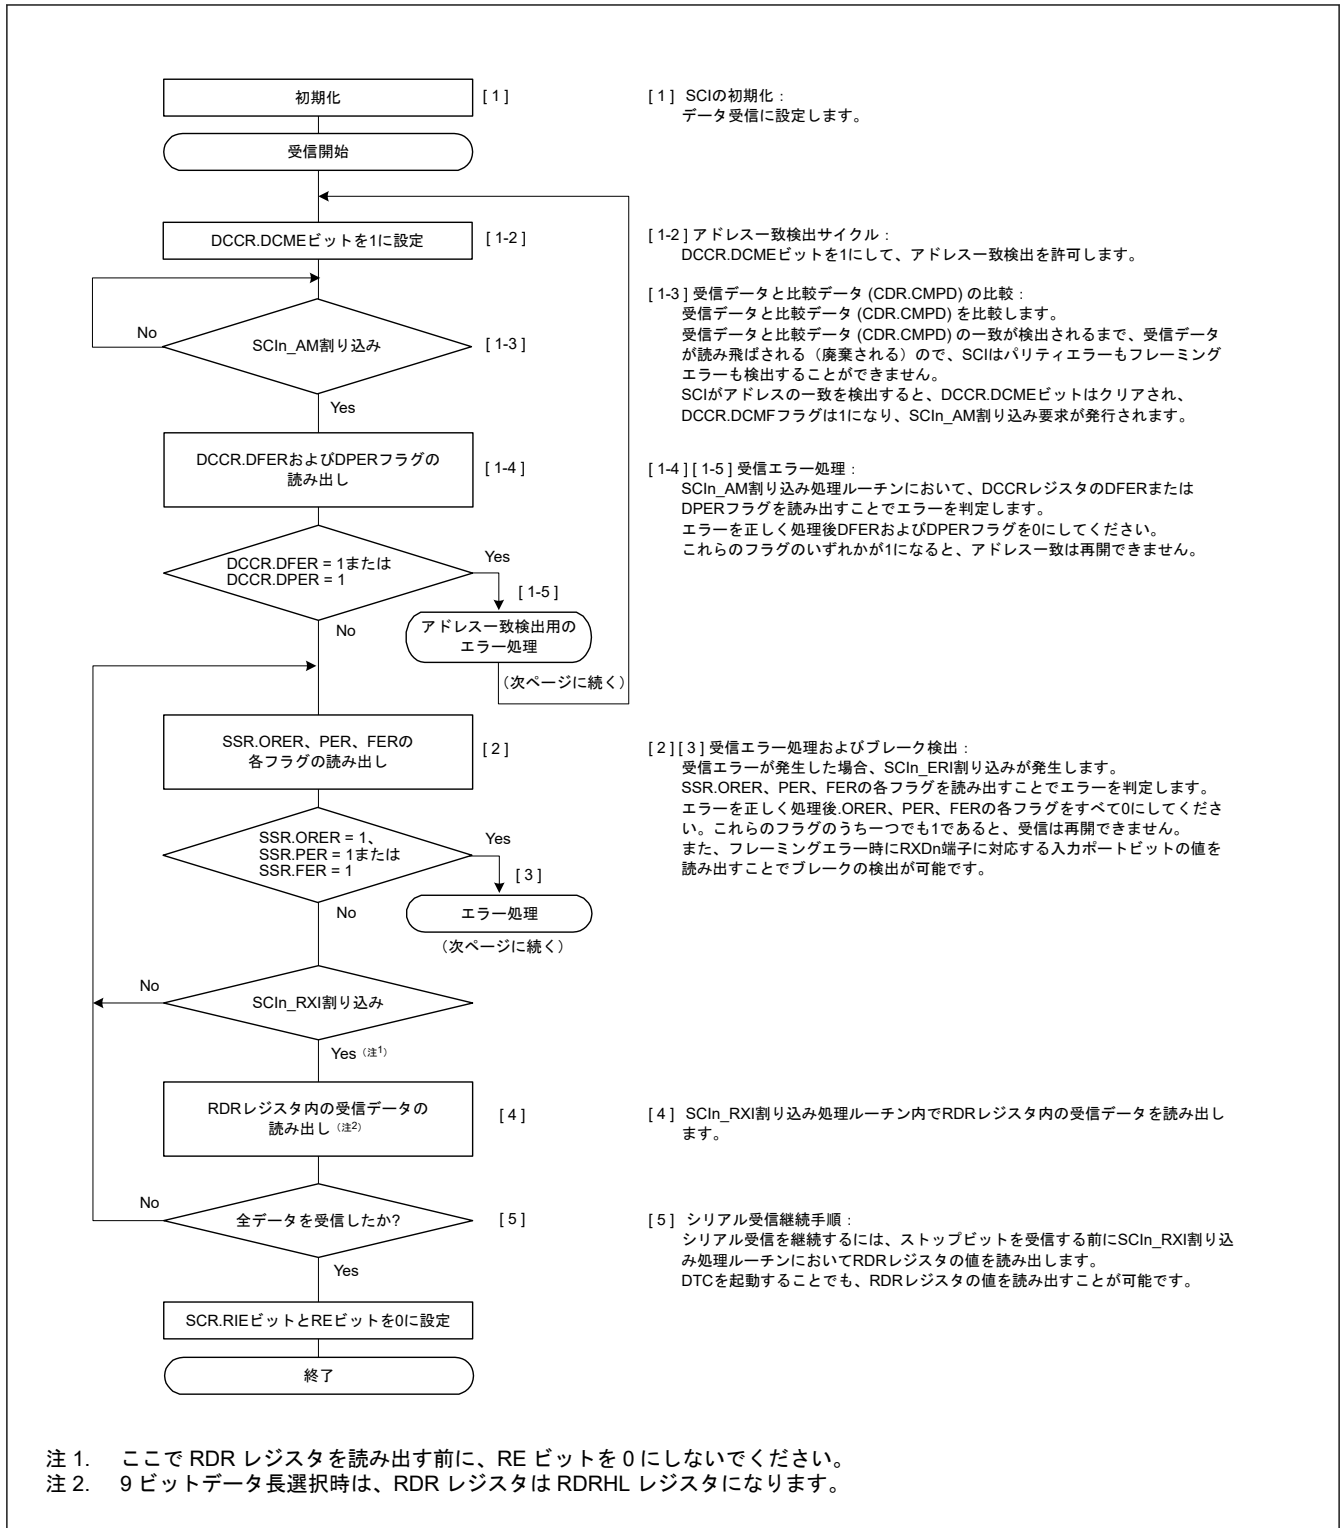 初期化
[ 1 ]
[ 1 ] SCIの初期化：
データ受信に設定します。
受信開始
DCCR.DCMEビットを1に設定
[ 1-2 ]
[ 1-2 ] アドレス一致検出サイクル：
DCCR.DCMEビットを1にして、アドレス一致検出を許可します。
No
SCIn_AM割り込み
[ 1-3 ]
Yes
[ 1-3 ] 受信データと比較データ (CDR.CMPD) の比較：
受信データと比較データ (CDR.CMPD) を比較します。
受信データと比較データ (CDR.CMPD) の一致が検出されるまで、受信データ
が読み飛ばされる（廃棄される）ので、SCIはパリティエラーもフレーミング
エラーも検出することができません。
SCIがアドレスの一致を検出すると、DCCR.DCMEビットはクリアされ、
DCCR.DCMFフラグは1になり、SCIn_AM割り込み要求が発行されます。
DCCR.DFERおよびDPERフラグの
読み出し
[ 1-4 ]
[ 1-4 ] [ 1-5 ] 受信エラー処理：
SCIn_AM割り込み処理ルーチンにおいて、DCCRレジスタのDFERまたは
DPERフラグを読み出すことでエラーを判定します。
エラーを正しく処理後DFERおよびDPERフラグを0にしてください。
これらのフラグのいずれかが1になると、アドレス一致は再開できません。
DCCR.DFER = 1または
DCCR.DPER = 1
Yes
[ 1-5 ]
アドレス一致検出用の
エラー処理
No
（次ページに続く）
SSR.ORER、PER、FERの
各フラグの読み出し
[ 2 ]
[ 2 ] [ 3 ] 受信エラー処理およびブレーク検出：
受信エラーが発生した場合、SCIn_ERI割り込みが発生します。
SSR.ORER、PER、FERの各フラグを読み出すことでエラーを判定します。
エラーを正しく処理後.ORER、PER、FERの各フラグをすべて0にしてくださ
い。これらのフラグのうち一つでも1であると、受信は再開できません。
また、フレーミングエラー時にRXDn端子に対応する入力ポートビットの値を
読み出すことでブレークの検出が可能です。
SSR.ORER = 1、
SSR.PER = 1または
SSR.FER = 1
Yes
[ 3 ]
エラー処理
No
（次ページに続く）
No
SCIn_RXI割り込み
Yes（注1）
RDRレジスタ内の受信データの
読み出し（注2）
[ 4 ]
[ 4 ] SCIn_RXI割り込み処理ルーチン内でRDRレジスタ内の受信データを読み出し
ます。
No
全データを受信したか?
[ 5 ]
Yes
[ 5 ] シリアル受信継続手順：
シリアル受信を継続するには、ストップビットを受信する前にSCIn_RXI割り込
み処理ルーチンにおいてRDRレジスタの値を読み出します。
DTCを起動することでも、RDRレジスタの値を読み出すことが可能です。
SCR.RIEビットとREビットを0に設定
終了
注 1. ここで RDR レジスタを読み出す前に、RE ビットを 0 にしないでください。
注 2. 9 ビットデータ長選択時は、RDR レジスタは RDRHL レジスタになります。